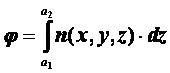 φ = ∫_{a₁}^{a₂} n(x, y, z) · dz